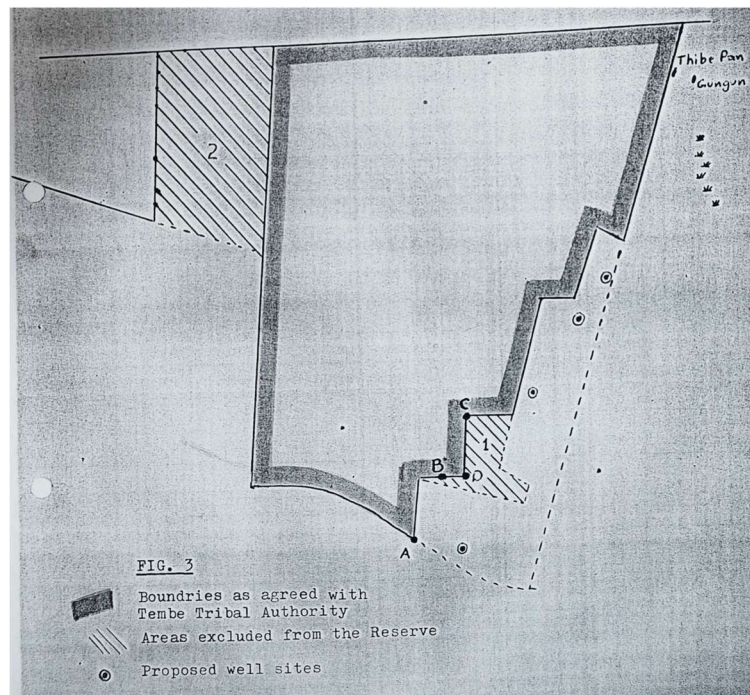 Thibe Pan
Gungun
2
C
1
B
D
A
FIG. 3
Boundries as agreed with
Tembe Tribal Authority
Areas excluded from the Reserve
Proposed well sites